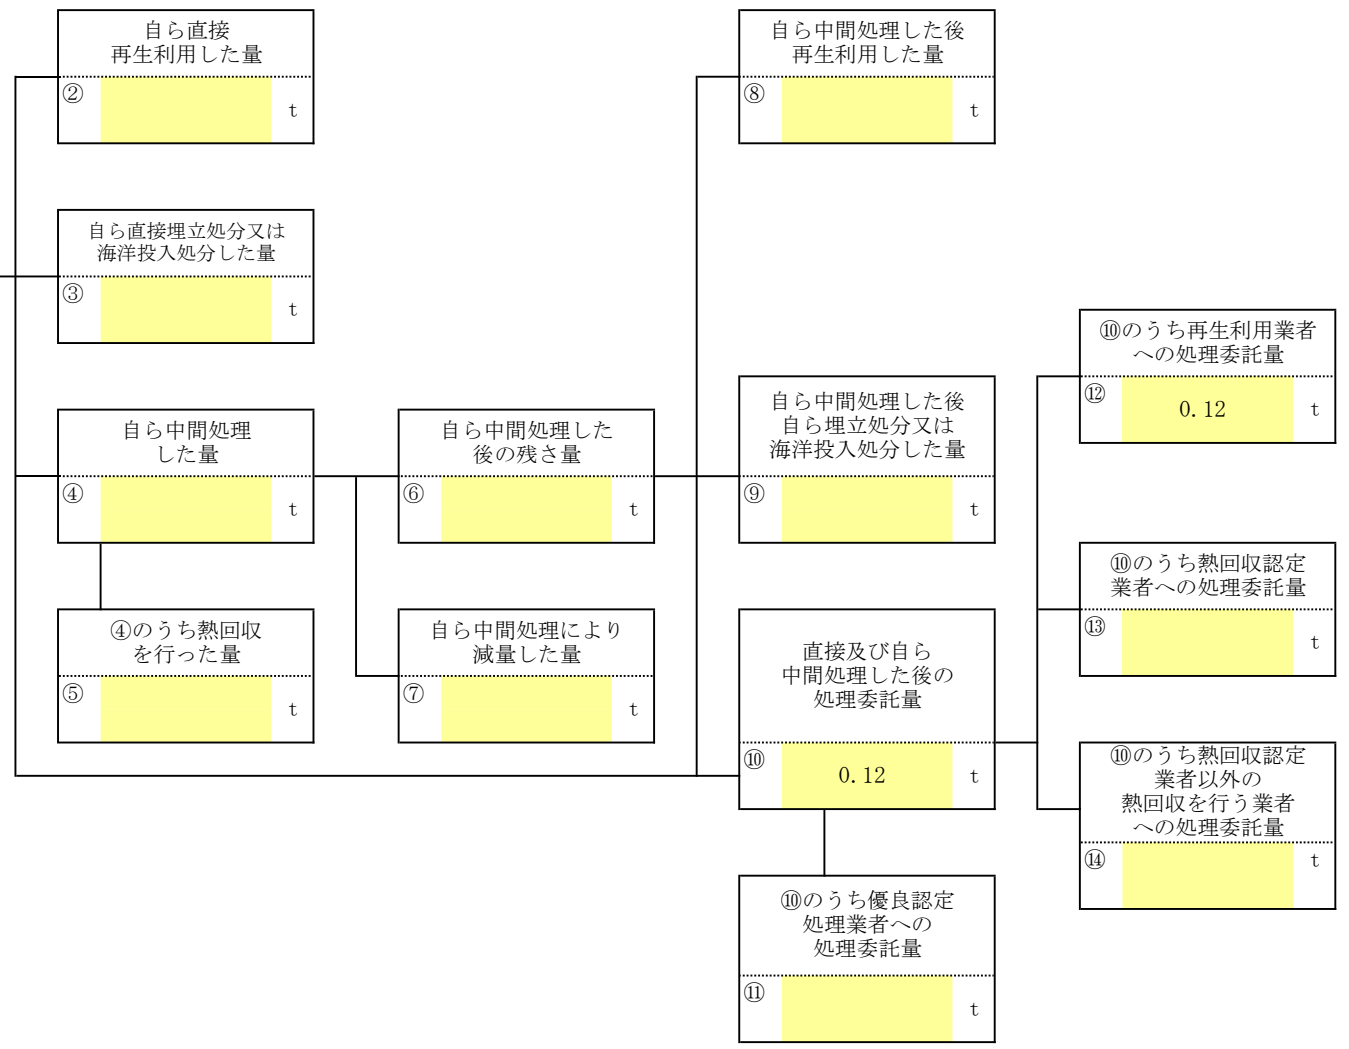 自ら直接
再生利用した量
②
t
自ら中間処理した後
再生利用した量
⑧
t
自ら直接埋立処分又は
海洋投入処分した量
③
t
⑩のうち再生利用業者
への処理委託量
⑫
0.12
t
自ら中間処理
した量
④
t
自ら中間処理した
後の残さ量
⑥
t
自ら中間処理した後
自ら埋立処分又は
海洋投入処分した量
⑨
t
⑩のうち熱回収認定
業者への処理委託量
⑬
t
④のうち熱回収
を行った量
⑤
t
自ら中間処理により
減量した量
⑦
t
直接及び自ら
中間処理した後の
処理委託量
⑩
0.12
t
⑩のうち熱回収認定
業者以外の
熱回収を行う業者
への処理委託量
⑭
t
⑩のうち優良認定
処理業者への
処理委託量
⑪
t